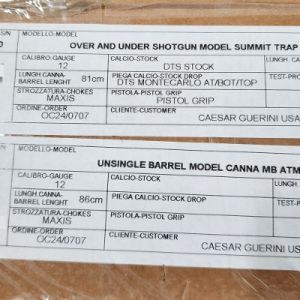 S/N MODELLO-MODEL
OVER AND UNDER SHOTGUN MODEL SUMMIT TRAP
CALIBRO-GAUGE CALCIO-STOCK
12 DTS STOCK
LUNGH CANNA- PIEGA CALCIO-STOCK DROP TEST-PR
BARREL LENGHT 81cm DTS MONTECARLO AT/BOT/TOP
STROZZATURA-CHOKES PISTOLA-PISTOL GRIP
MAXIS PISTOL GRIP
ORDINE-ORDER CLIENTE-CUSTOMER
OC24/0707 CAESAR GUERINI USA
MODELLO-MODEL
UNSINGLE BARREL MODEL CANNA MB ATM
CALIBRO-GAUGE CALCIO-STOCK
12
LUNGH CANNA- PIEGA CALCIO-STOCK DROP TEST-P
BARREL LENGHT 86cm
STROZZATURA-CHOKES PISTOLA-PISTOL GRIP
MAXIS
ORDINE-ORDER CLIENTE-CUSTOMER
OC24/0707 CAESAR GUERINI USA